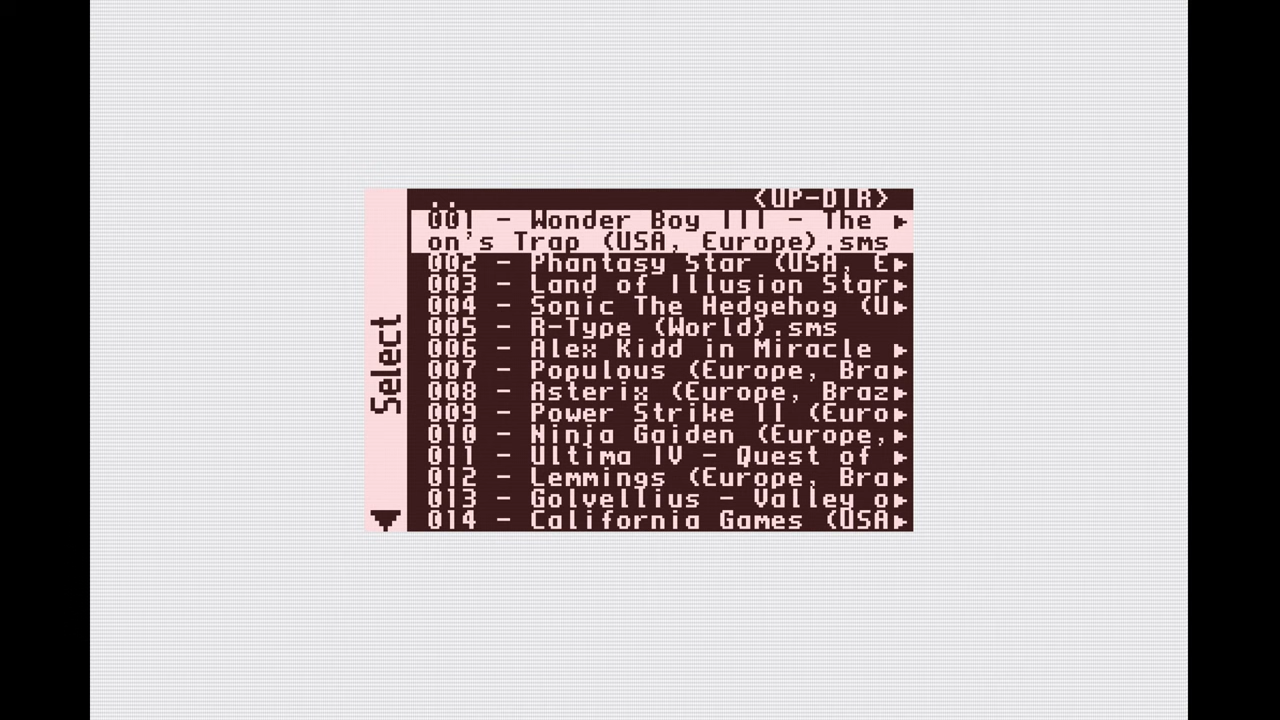 .. <UP-DIR>
001 - Wonder Boy III - The
on's Trap (USA, Europe).sms
002 - Phantasy Star (USA, E
003 - Land of Illusion Star
004 - Sonic The Hedgehog (U
005 - R-Type (World).sms
006 - Alex Kidd in Miracle
007 - Populous (Europe, Bra
008 - Asterix (Europe, Braz
009 - Power Strike II (Euro
010 - Ninja Gaiden (Europe,
011 - Ultima IV - Quest of
012 - Lemmings (Europe, Bra
013 - Golvellius - Valley o
014 - California Games (USA
Select